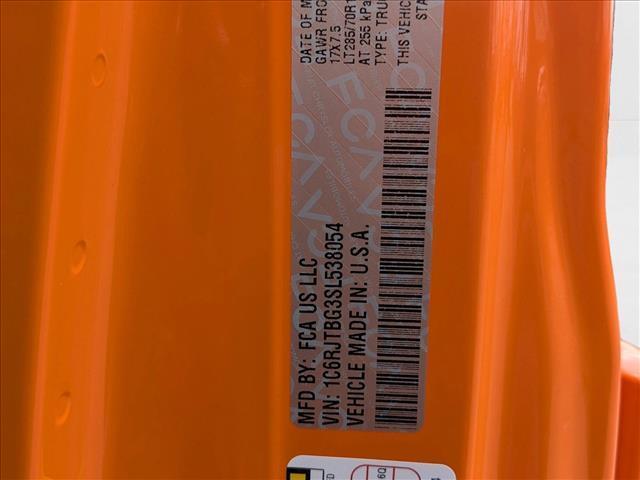 MFD BY: FCA US LLC
DATE OF M
GAWR FRO
VIN: 1C6RJTBG3SL538054
17X7.5
LT285/70R1
VEHICLE MADE IN: U.S.A.
AT 255 kPa
TYPE: TRU
THIS VEHIC
STA
FCA